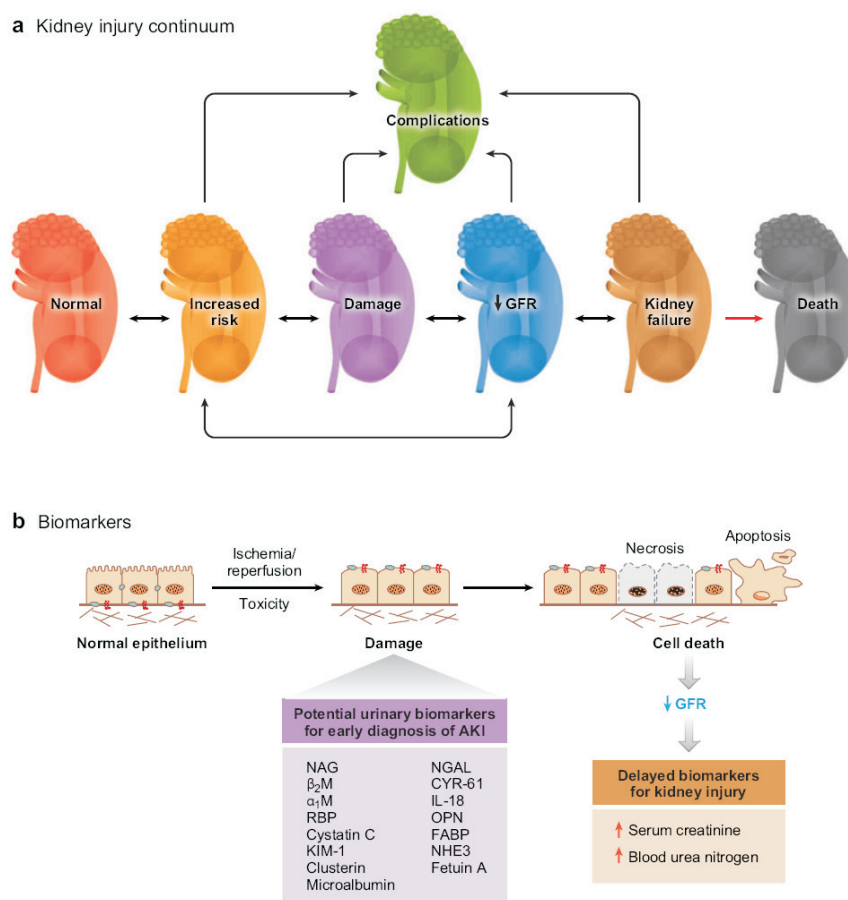 a Kidney injury continuum
Complications
Normal
Increased
risk
Damage
↓ GFR
Kidney
failure
Death
b Biomarkers
Ischemia/
reperfusion
Toxicity
Necrosis
Apoptosis
Normal epithelium
Damage
Cell death
Potential urinary biomarkers
for early diagnosis of AKI
NAG
β₂M
α₁M
RBP
Cystatin C
KIM-1
Clusterin
Microalbumin
NGAL
CYR-61
IL-18
OPN
FABP
NHE3
Fetuin A
↓ GFR
Delayed biomarkers
for kidney injury
↑ Serum creatinine
↑ Blood urea nitrogen